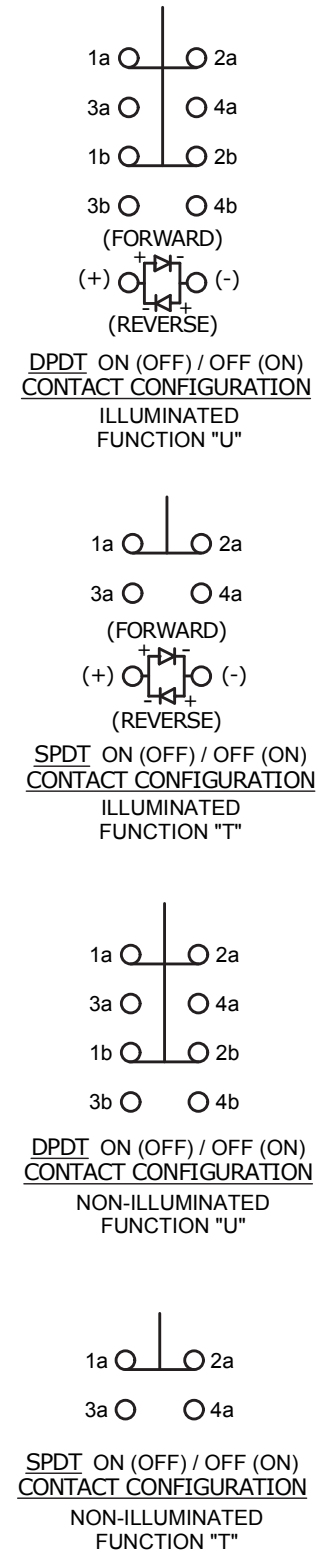 1a 2a
3a 4a
1b 2b
3b 4b
(FORWARD)
+ -
(+) (-)
- +
(REVERSE)
DPDT ON (OFF) / OFF (ON)
CONTACT CONFIGURATION
ILLUMINATED
FUNCTION "U"
1a 2a
3a 4a
(FORWARD)
+ -
(+) (-)
- +
(REVERSE)
SPDT ON (OFF) / OFF (ON)
CONTACT CONFIGURATION
ILLUMINATED
FUNCTION "T"
1a 2a
3a 4a
1b 2b
3b 4b
DPDT ON (OFF) / OFF (ON)
CONTACT CONFIGURATION
NON-ILLUMINATED
FUNCTION "U"
1a 2a
3a 4a
SPDT ON (OFF) / OFF (ON)
CONTACT CONFIGURATION
NON-ILLUMINATED
FUNCTION "T"